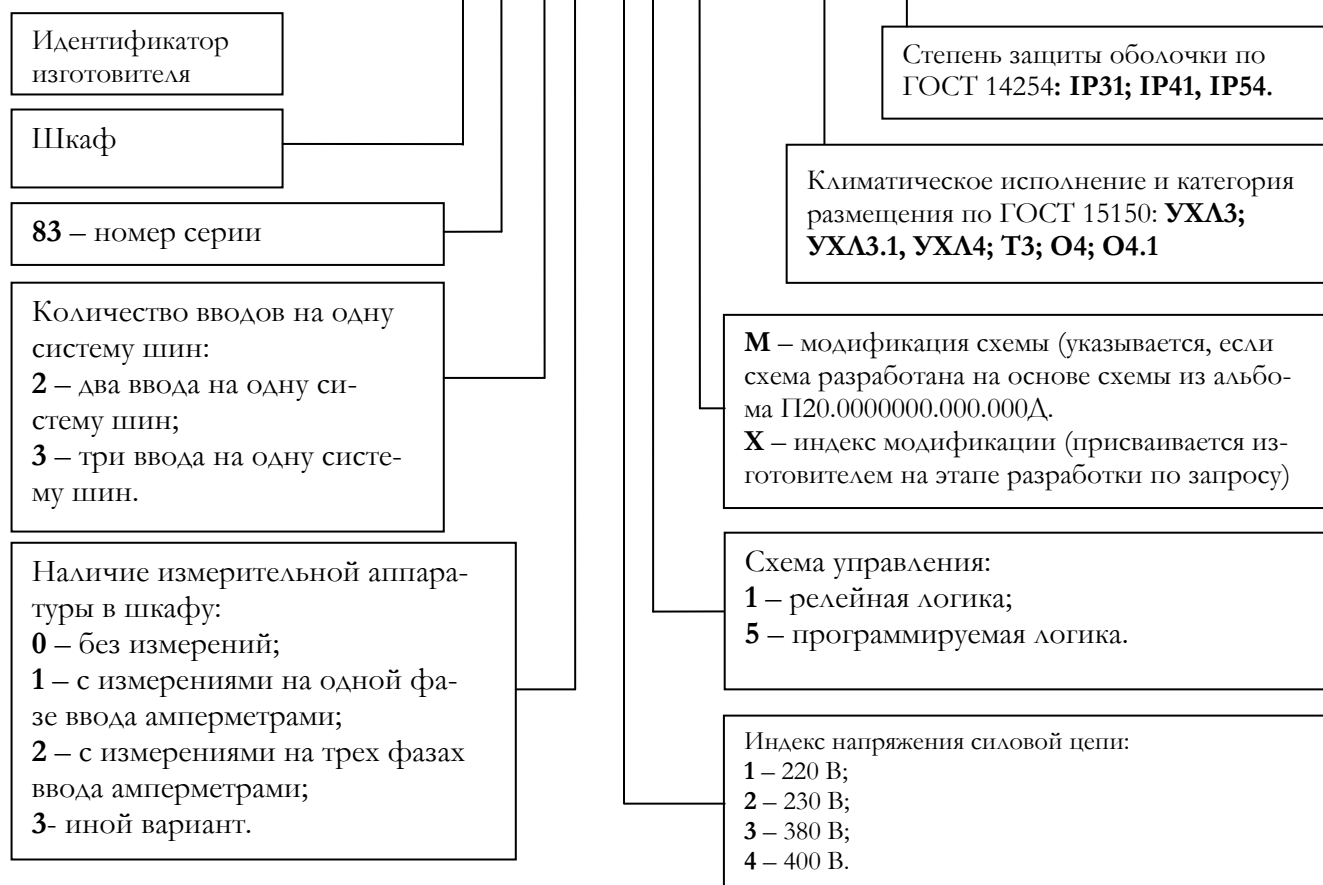 Идентификатор
изготовителя
Шкаф
83 – номер серии
Количество вводов на одну
систему шин:
2 – два ввода на одну си-
стему шин;
3 – три ввода на одну систе-
му шин.
Наличие измерительной аппара-
туры в шкафу:
0 – без измерений;
1 – с измерениями на одной фа-
зе ввода амперметрами;
2 – с измерениями на трех фазах
ввода амперметрами;
3- иной вариант.
Степень защиты оболочки по
ГОСТ 14254: IP31; IP41, IP54.
Климатическое исполнение и категория
размещения по ГОСТ 15150: УХЛ3;
УХЛ3.1, УХЛ4; Т3; О4; О4.1
М – модификация схемы (указывается, если
схема разработана на основе схемы из альбо-
ма П20.0000000.000.000Д.
Х – индекс модификации (присваивается из-
готовителем на этапе разработки по запросу)
Схема управления:
1 – релейная логика;
5 – программируемая логика.
Индекс напряжения силовой цепи:
1 – 220 В;
2 – 230 В;
3 – 380 В;
4 – 400 В.